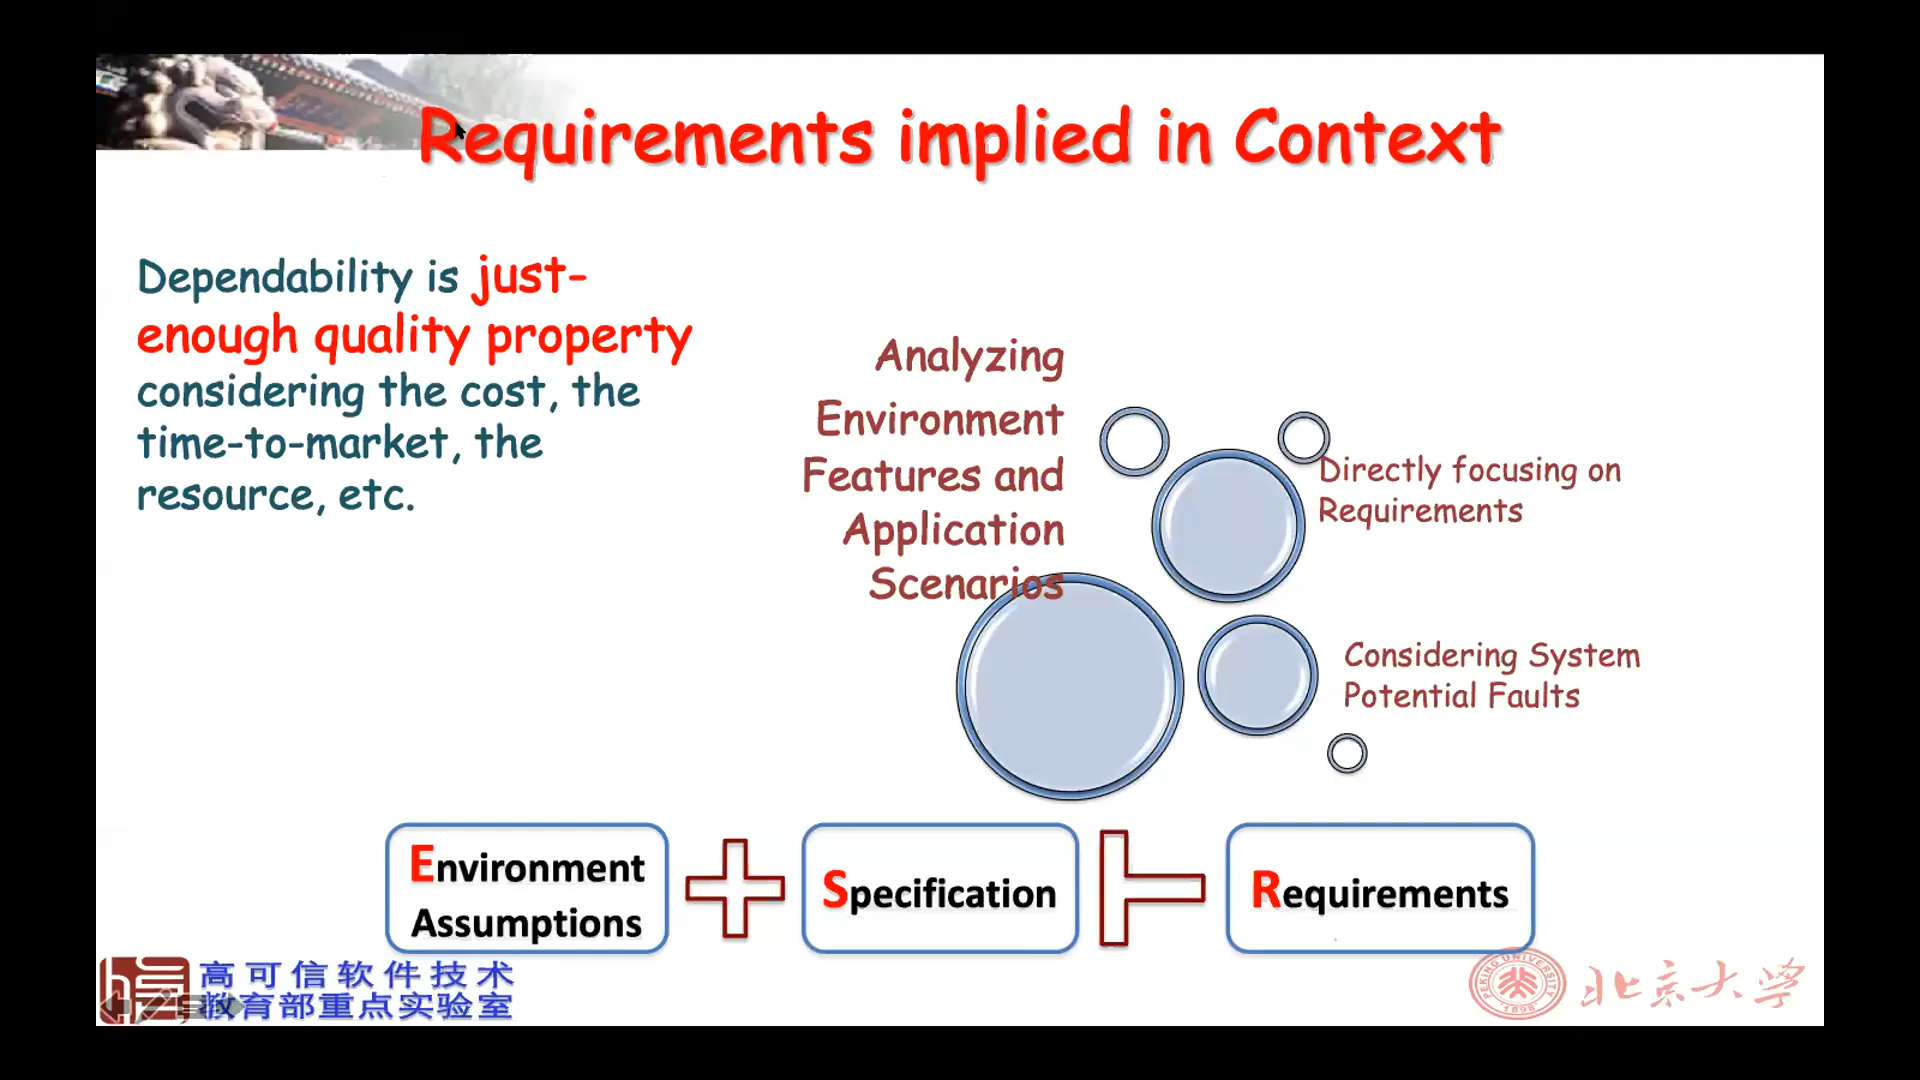 Requirements implied in Context
Dependability is just-
enough quality property
considering the cost, the
time-to-market, the
resource, etc.
Analyzing
Environment
Features and
Application
Scenarios
Directly focusing on
Requirements
Considering System
Potential Faults
Environment
Assumptions
Specification
Requirements
高可信软件技术
教育部重点实验室
PEKING UNIVERSITY
1898
北京大学